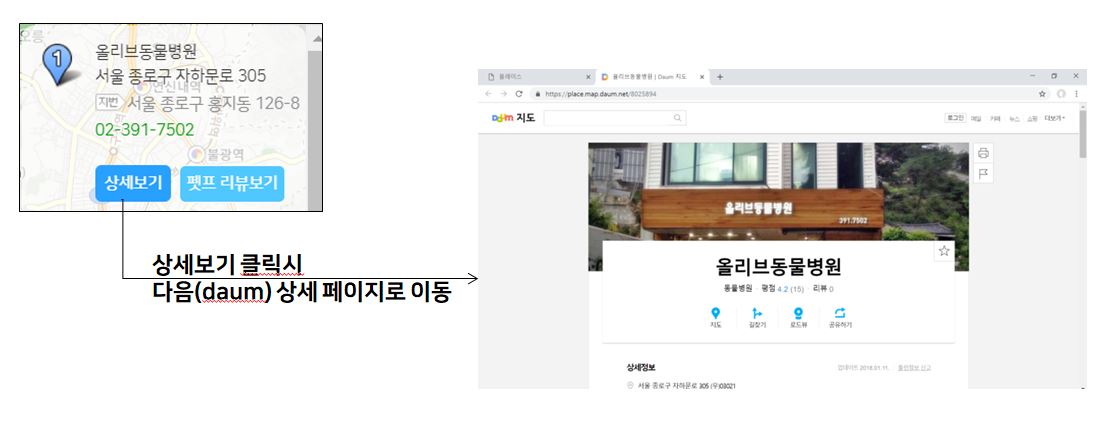 오릉
1
올리브동물병원
서울 종로구 자하문로 305
연신내역
지번 서울 종로구 홍지동 126-8
02-391-7502
불광역
상세보기 펫프 리뷰보기
상세보기 클릭시
다음(daum) 상세 페이지로 이동
플레이스
올리브동물병원 | Daum 지도
https://place.map.daum.net/8025894
Daum 지도
로그인 메일 카페 뉴스 쇼핑 더보기
올리브동물병원
391.7502
올리브동물병원
동물병원 · 평점 4.2 (15) · 리뷰 0
지도 길찾기 로드뷰 공유하기
상세정보
업데이트 2018.01.11.
서울 종로구 자하문로 305 (우)03021